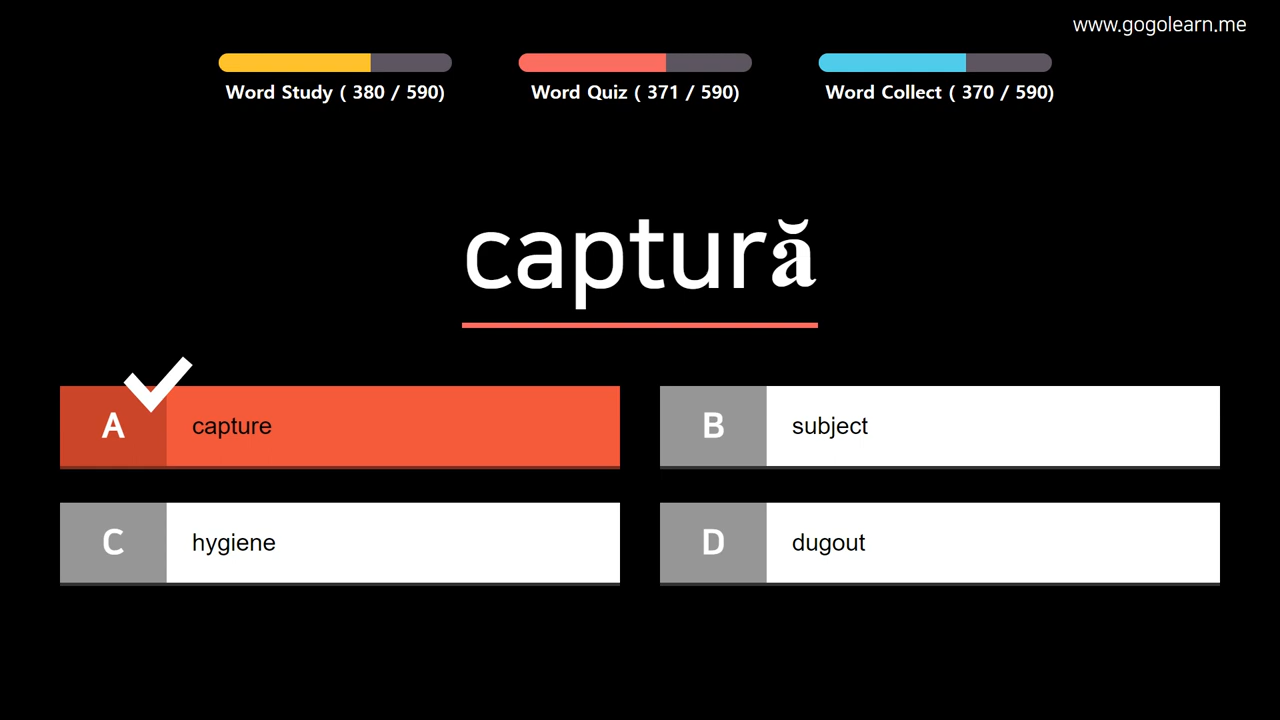 www.gogolearn.me
Word Study ( 380 / 590)
Word Quiz ( 371 / 590)
Word Collect ( 370 / 590)
captură
A capture
B subject
C hygiene
D dugout